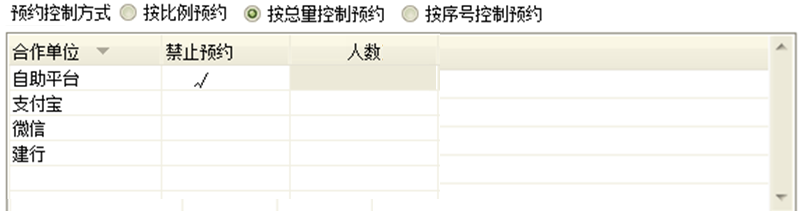 预约控制方式 按比例预约 按总量控制预约 按序号控制预约
合作单位 禁止预约 人数
自助平台 √
支付宝
微信
建行